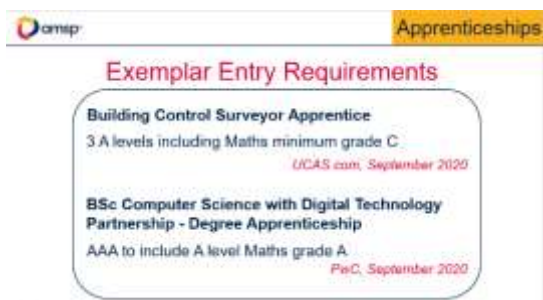 amsp
Apprenticeships
Exemplar Entry Requirements
Building Control Surveyor Apprentice
3 A levels including Maths minimum grade C
UCAS com, September 2020
BSc Computer Science with Digital Technology
Partnership - Degree Apprenticeship
AAA to include A level Maths grade A
PwC, September 2020